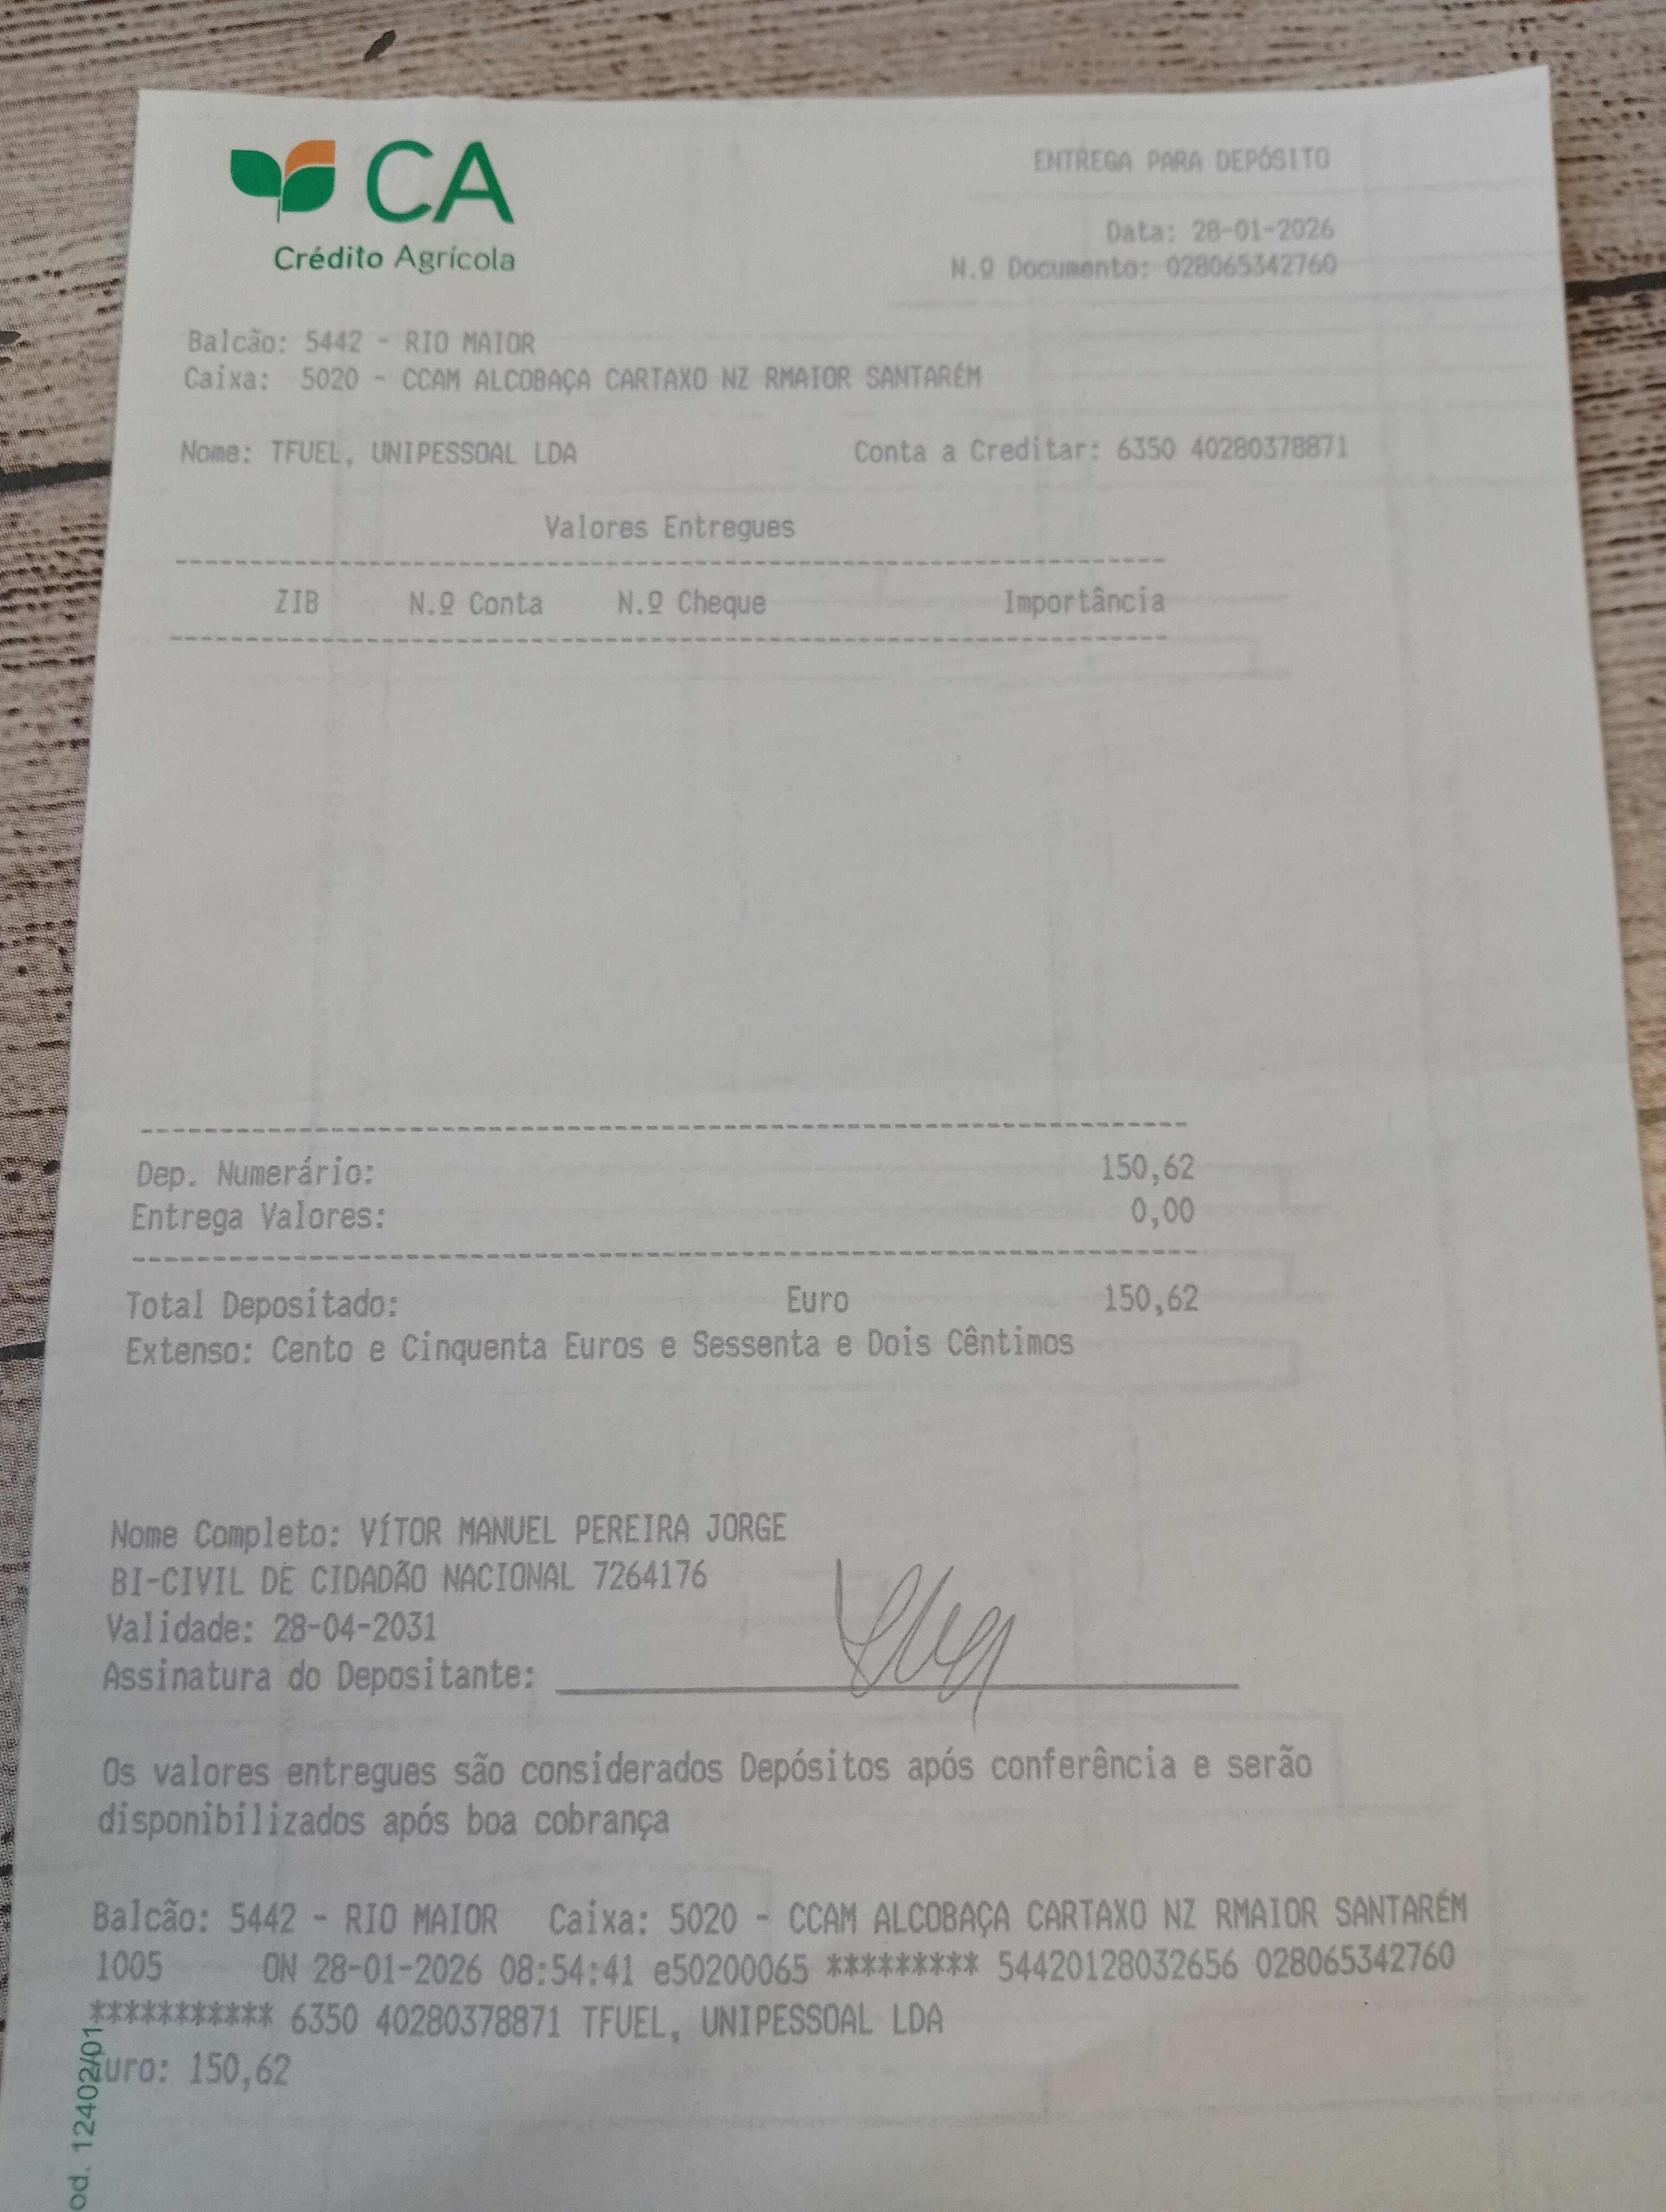 CA
Crédito Agrícola
ENTREGA PARA DEPÓSITO
Data: 28-01-2026
N.º Documento: 028065342760
Balcão: 5442 - RIO MAIOR
Caixa: 5020 - CCAM ALCOBAÇA CARTAXO NZ RMAIOR SANTARÉM
Nome: TFUEL, UNIPESSOAL LDA Conta a Creditar: 6350 40280378871
Valores Entregues
ZIB N.º Conta N.º Cheque Importância
Dep. Numerário: 150,62
Entrega Valores: 0,00
Total Depositado: Euro 150,62
Extenso: Cento e Cinquenta Euros e Sessenta e Dois Cêntimos
Nome Completo: VÍTOR MANUEL PEREIRA JORGE
BI-CIVIL DE CIDADÃO NACIONAL 7264176
Validade: 28-04-2031
Assinatura do Depositante:
Os valores entregues são considerados Depósitos após conferência e serão
disponibilizados após boa cobrança
Balcão: 5442 - RIO MAIOR Caixa: 5020 - CCAM ALCOBAÇA CARTAXO NZ RMAIOR SANTARÉM
1005 ON 28-01-2026 08:54:41 e50200065 ********* 54420128032656 028065342760
*********** 6350 40280378871 TFUEL, UNIPESSOAL LDA
uro: 150,62
od. 12402/01